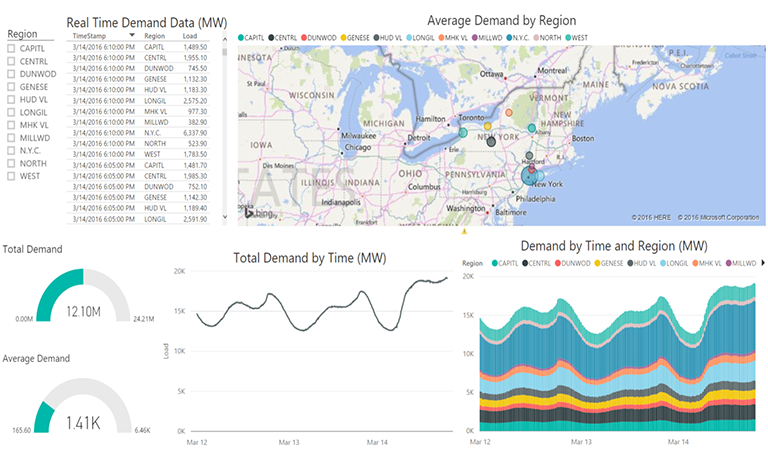 Region
CAPITL
CENTRL
DUNWOD
GENESE
HUD VL
LONGIL
MHK VL
MILLWD
N.Y.C.
NORTH
WEST
Real Time Demand Data (MW)
TimeStamp Region Load
3/14/2016 6:10:00 PM CAPITL 1,489.50
3/14/2016 6:10:00 PM CENTRL 1,955.10
3/14/2016 6:10:00 PM DUNWOD 745.50
3/14/2016 6:10:00 PM GENESE 1,132.30
3/14/2016 6:10:00 PM HUD VL 1,183.30
3/14/2016 6:10:00 PM LONGIL 2,575.20
3/14/2016 6:10:00 PM MHK VL 977.30
3/14/2016 6:10:00 PM MILLWD 382.90
3/14/2016 6:10:00 PM N.Y.C. 6,337.90
3/14/2016 6:10:00 PM NORTH 523.90
3/14/2016 6:10:00 PM WEST 1,783.50
3/14/2016 6:05:00 PM CAPITL 1,481.70
3/14/2016 6:05:00 PM CENTRL 1,985.30
3/14/2016 6:05:00 PM DUNWOD 752.10
3/14/2016 6:05:00 PM GENESE 1,142.30
3/14/2016 6:05:00 PM HUD VL 1,189.40
3/14/2016 6:05:00 PM LONGIL 2,591.90
Average Demand by Region
CAPITL CENTRL DUNWOD GENESE HUD VL LONGIL MHK VL MILLWD N.Y.C. NORTH WEST
Duluth
P.E.I.
Fredericton
Charlottetown
Montreal
Ottawa
MAINE
NOVA SCOTIA
St Paul
WISCONSIN
VERMONT
NEW
HAMPSHIRE
MICHIGAN
Toronto
Hamilton
NEW YORK
Albany
Milwaukee
Detroit
Erie
Boston
Chicago
IOWA
Hartford
Des Moines
OHIO
PENNSYLVANIA
New York
ILLINOIS
INDIANA
Columbus
Harrisburg
Philadelphia
Indianapolis
STATES
Washington
Baltimore
bing
© 2016 HERE © 2016 Microsoft Corporation
Total Demand
12.10M
0.00M 24.21M
Average Demand
1.41K
165.60 6.46K
Total Demand by Time (MW)
20K
15K
10K
5K
0K
Load
Mar 12 Mar 13 Mar 14
Demand by Time and Region (MW)
Region CAPITL CENTRL DUNWOD GENESE HUD VL LONGIL MHK VL MILLWD
20K
15K
10K
5K
0K
Mar 12 Mar 13 Mar 14